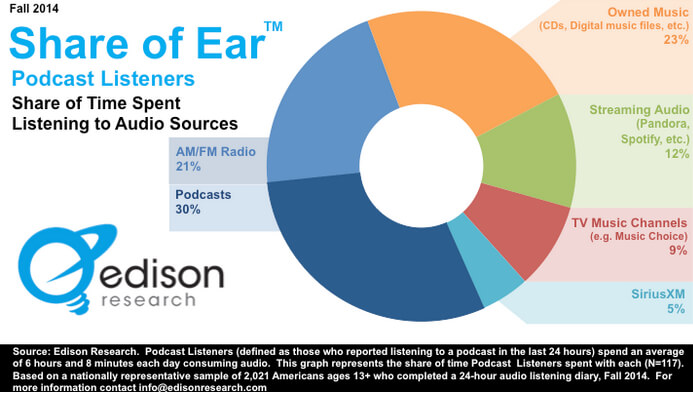 Fall 2014
Share of Ear™
Podcast Listeners
Share of Time Spent
Listening to Audio Sources
Owned Music
(CDs, Digital music files, etc.)
23%
Streaming Audio
(Pandora,
Spotify, etc.)
12%
AM/FM Radio
21%
Podcasts
30%
TV Music Channels
(e.g. Music Choice)
9%
SiriusXM
5%
edison
research
Source: Edison Research.  Podcast Listeners (defined as those who reported listening to a podcast in the last 24 hours) spend an average
of 6 hours and 8 minutes each day consuming audio.  This graph represents the share of time Podcast  Listeners spent with each (N=117).
Based on a nationally representative sample of 2,021 Americans ages 13+ who completed a 24-hour audio listening diary, Fall 2014.  For
more information contact info@edisonresearch.com